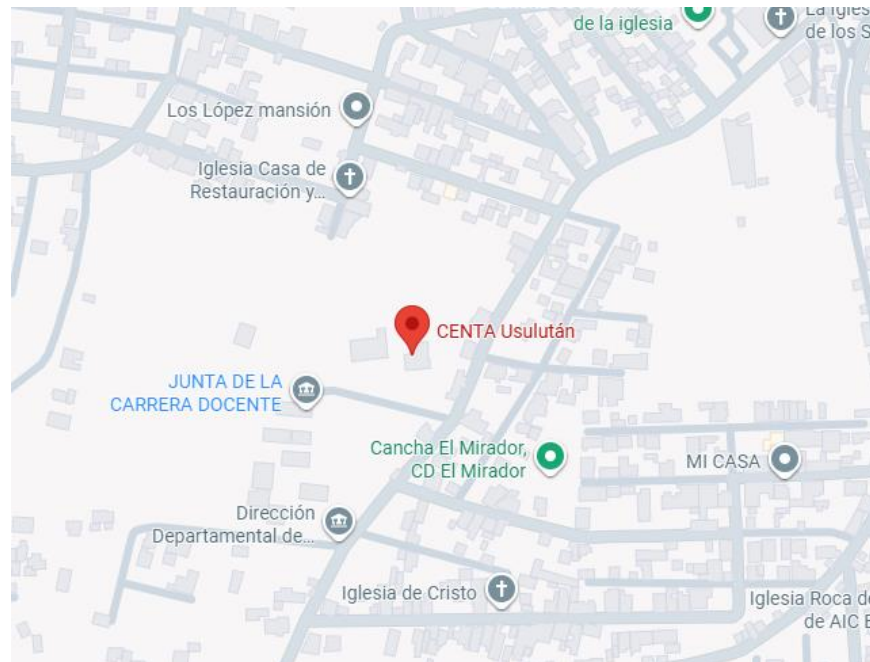 de la iglesia
La Igles
de los S
Los López mansión
Iglesia Casa de
Restauración y...
CENTA Usulután
JUNTA DE LA
CARRERA DOCENTE
Cancha El Mirador,
CD El Mirador
MI CASA
Dirección
Departamental de...
Iglesia de Cristo
Iglesia Roca de
de AIC E